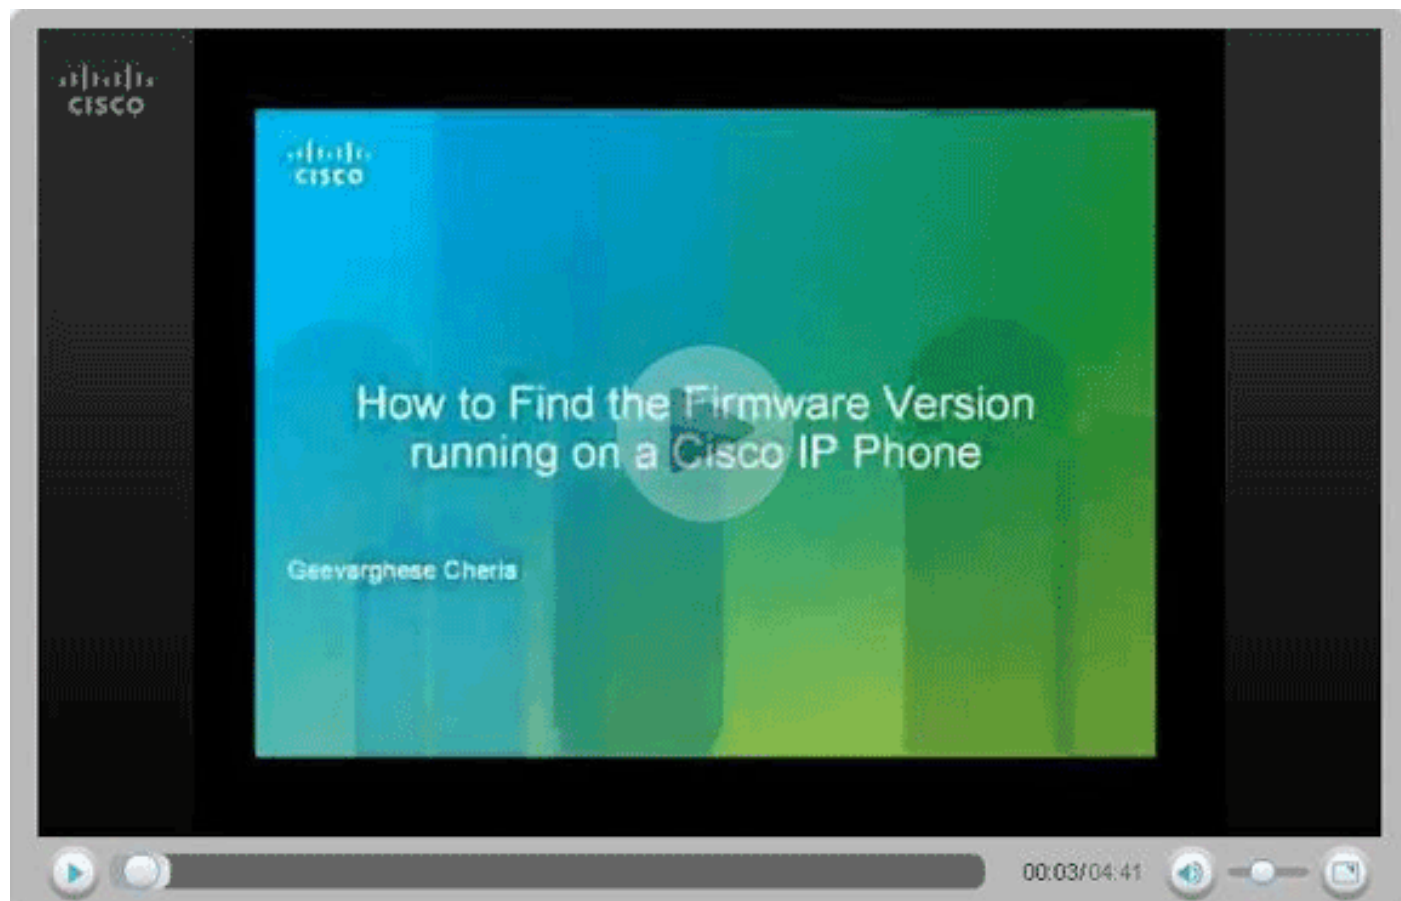 CISCO
CISCO
How to Find the Firmware Version
running on a Cisco IP Phone
Geevarghese Cheria
00:03/04:41